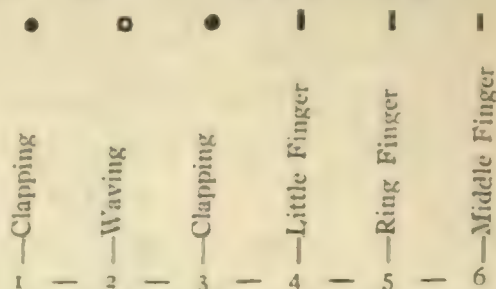 —Clapping
—Waving
—Clapping
—Little Finger
—Ring Finger
—Middle Finger
1 — 2 — 3 — 4 — 5 — 6